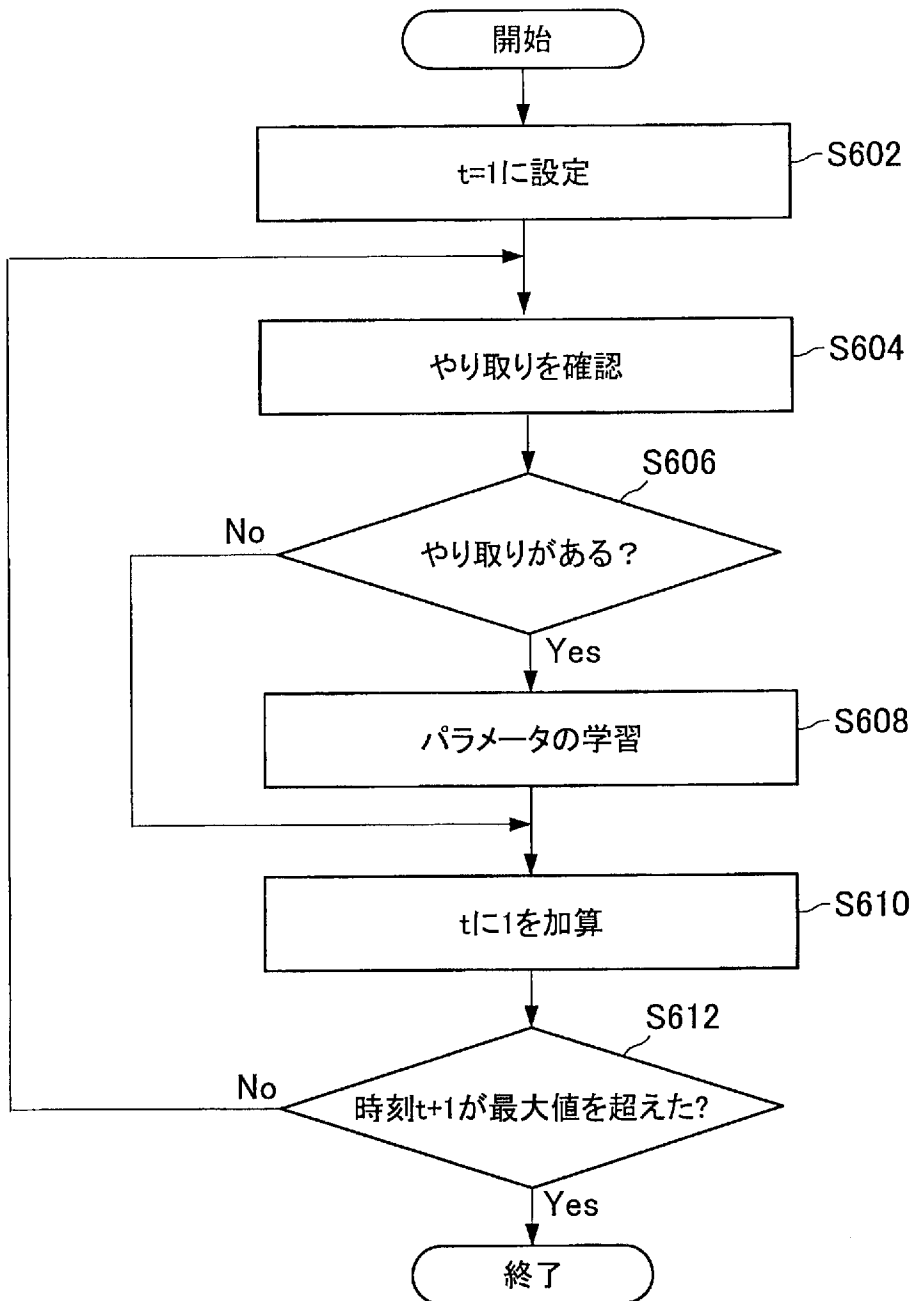 開始
t=1に設定
S602
やり取りを確認
S604
S606
No
やり取りがある?
Yes
パラメータの学習
S608
tに1を加算
S610
S612
No
時刻t+1が最大値を超えた?
Yes
終了